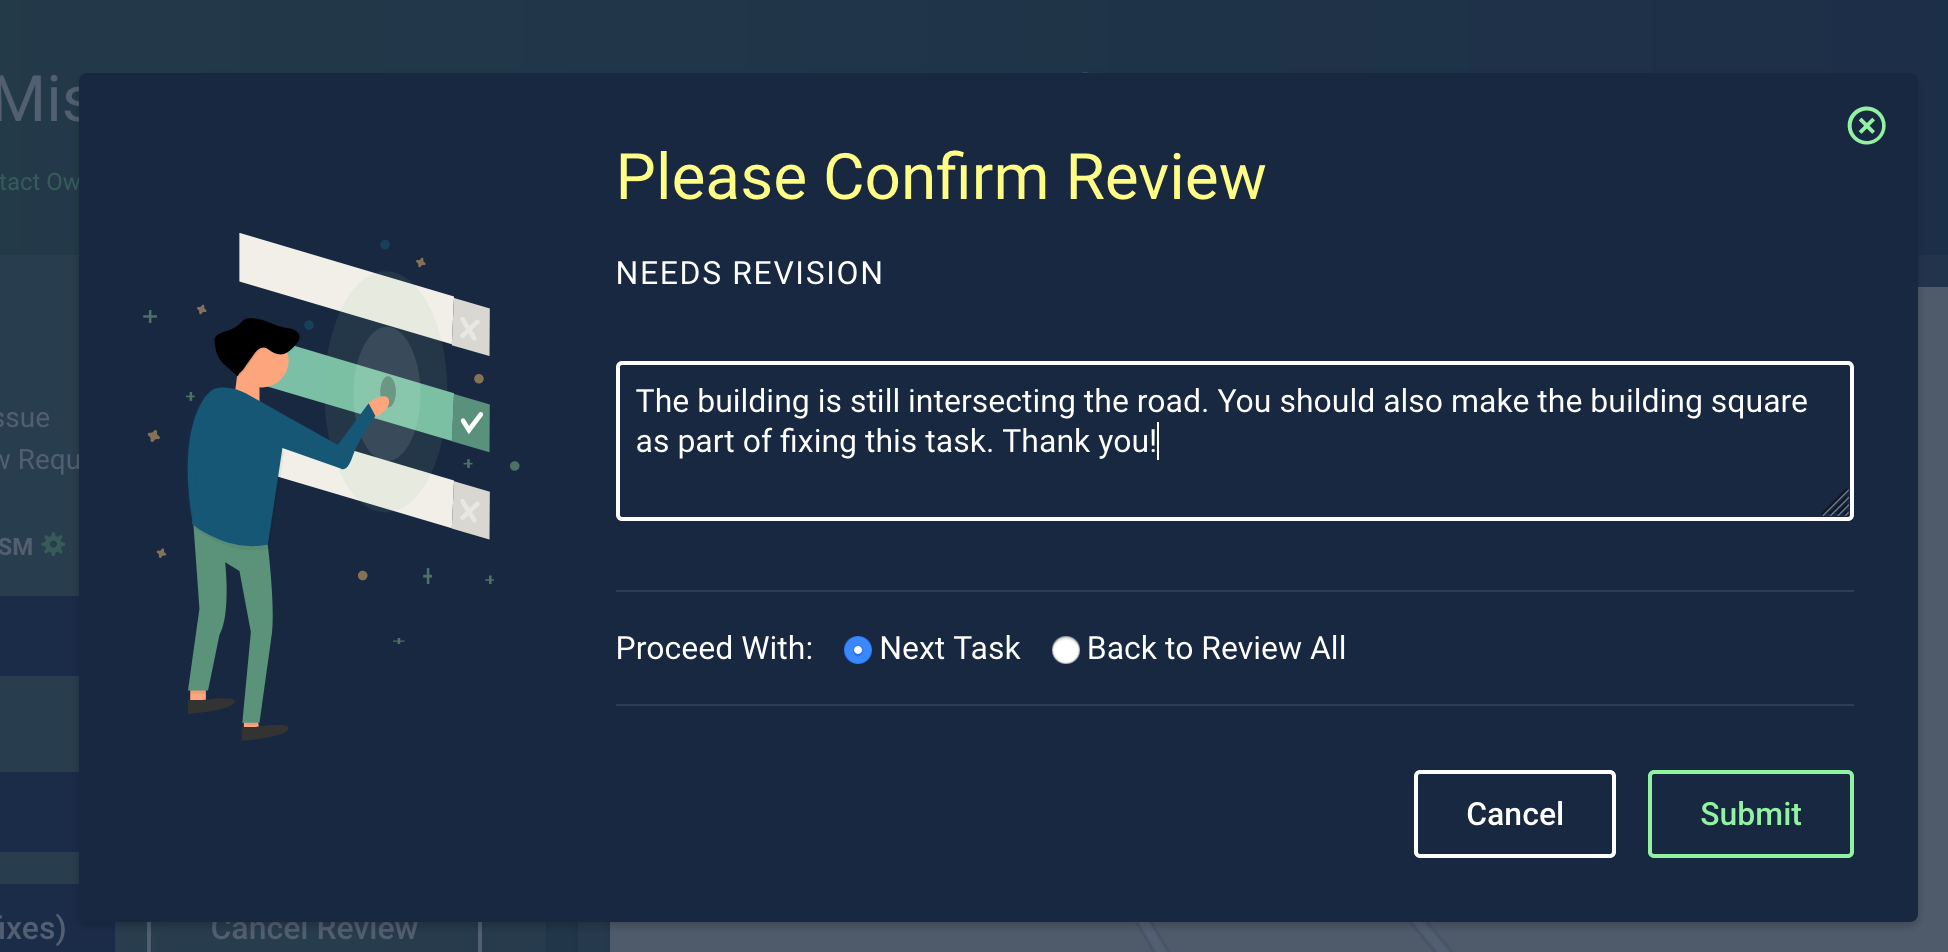 Mis
tact Ow
Please Confirm Review
NEEDS REVISION
The building is still intersecting the road. You should also make the building square
as part of fixing this task. Thank you!
ssue
v Requ
SM
Proceed With: Next Task Back to Review All
Cancel Submit
ixes) Cancel Review